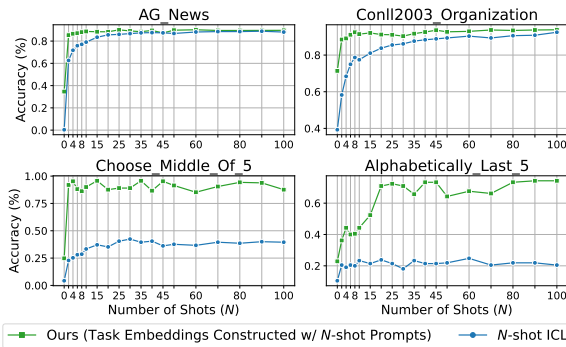 AG_News
Conll2003_Organization
Accuracy (%)
0.8
0.6
0.4
0.2
0.0
0 4 8 15 25 35 45 60 80 100
0.8
0.6
0.4
0 4 8 15 25 35 45 60 80 100
Choose_Middle_Of_5
Alphabetically_Last_5
Accuracy (%)
1.00
0.75
0.50
0.25
0.00
0 4 8 15 25 35 45 60 80 100
0.6
0.4
0.2
0 4 8 15 25 35 45 60 80 100
Number of Shots (N)
Number of Shots (N)
Ours (Task Embeddings Constructed w/ N-shot Prompts)
N-shot ICL